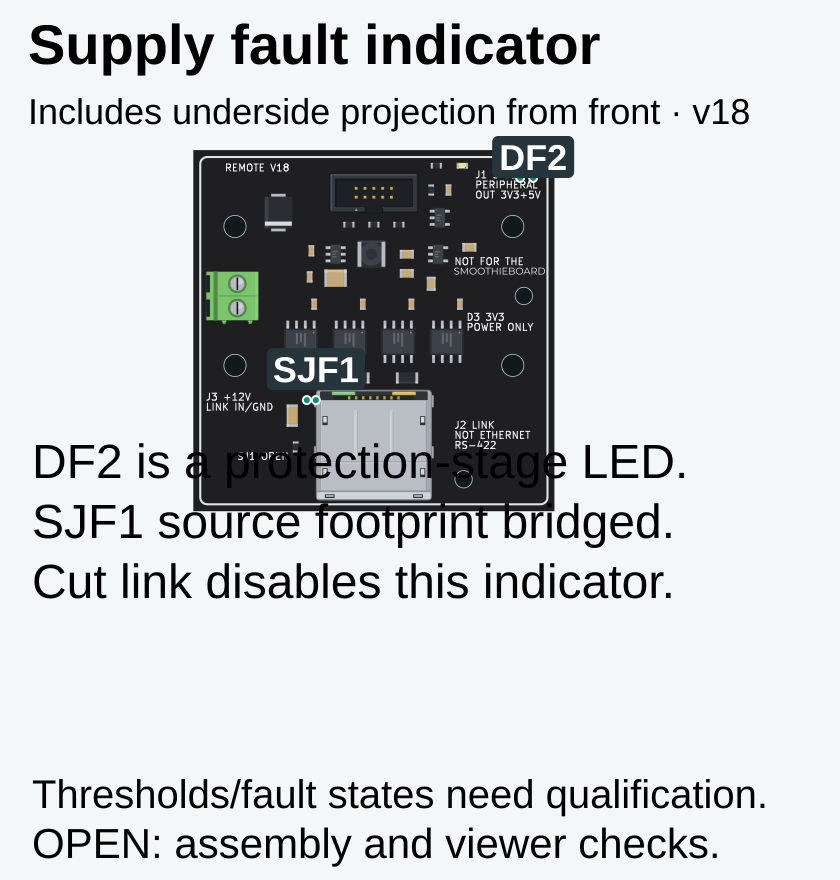 Supply fault indicator
Includes underside projection from front · v18
DF2
REMOTE V18
J1
PERIPHERAL
OUT 3V3+5V
NOT FOR THE
SMOOTHIEBOARD
D3 3V3
POWER ONLY
SJF1
J3 +12V
LINK IN/GND
J2 LINK
NOT ETHERNET
RS-422
SJ1 OPEN
DF2 is a protection-stage LED.
SJF1 source footprint bridged.
Cut link disables this indicator.
Thresholds/fault states need qualification.
OPEN: assembly and viewer checks.